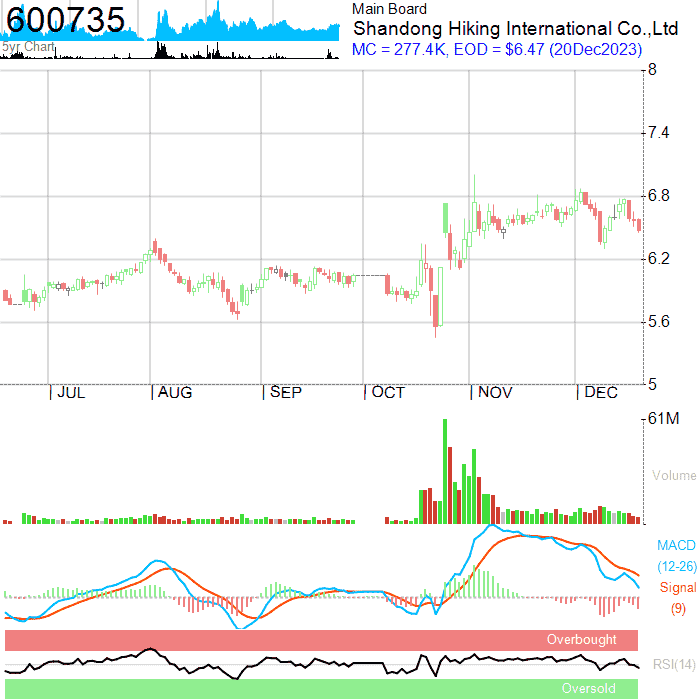 600735
5yr Chart
Main Board
Shandong Hiking International Co.,Ltd
MC = 277.4K, EOD = $6.47 (20Dec2023)
8
7.4
6.8
6.2
5.6
5
JUL
AUG
SEP
OCT
NOV
DEC
61M
Volume
MACD
(12-26)
Signal
(9)
Overbought
RSI(14)
Oversold